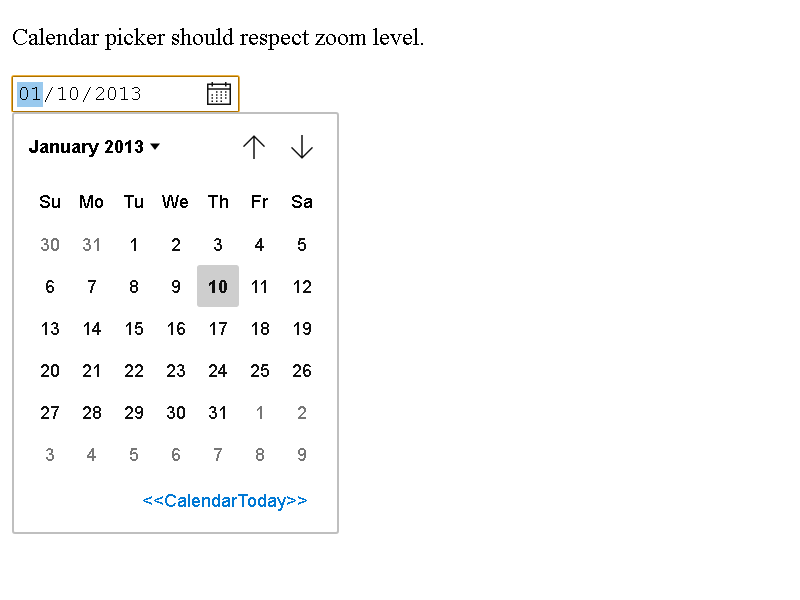 Calendar picker should respect zoom level.
01/10/2013
January 2013
Su Mo Tu We Th Fr Sa
30 31 1 2 3 4 5
6 7 8 9 10 11 12
13 14 15 16 17 18 19
20 21 22 23 24 25 26
27 28 29 30 31 1 2
3 4 5 6 7 8 9
<<CalendarToday>>